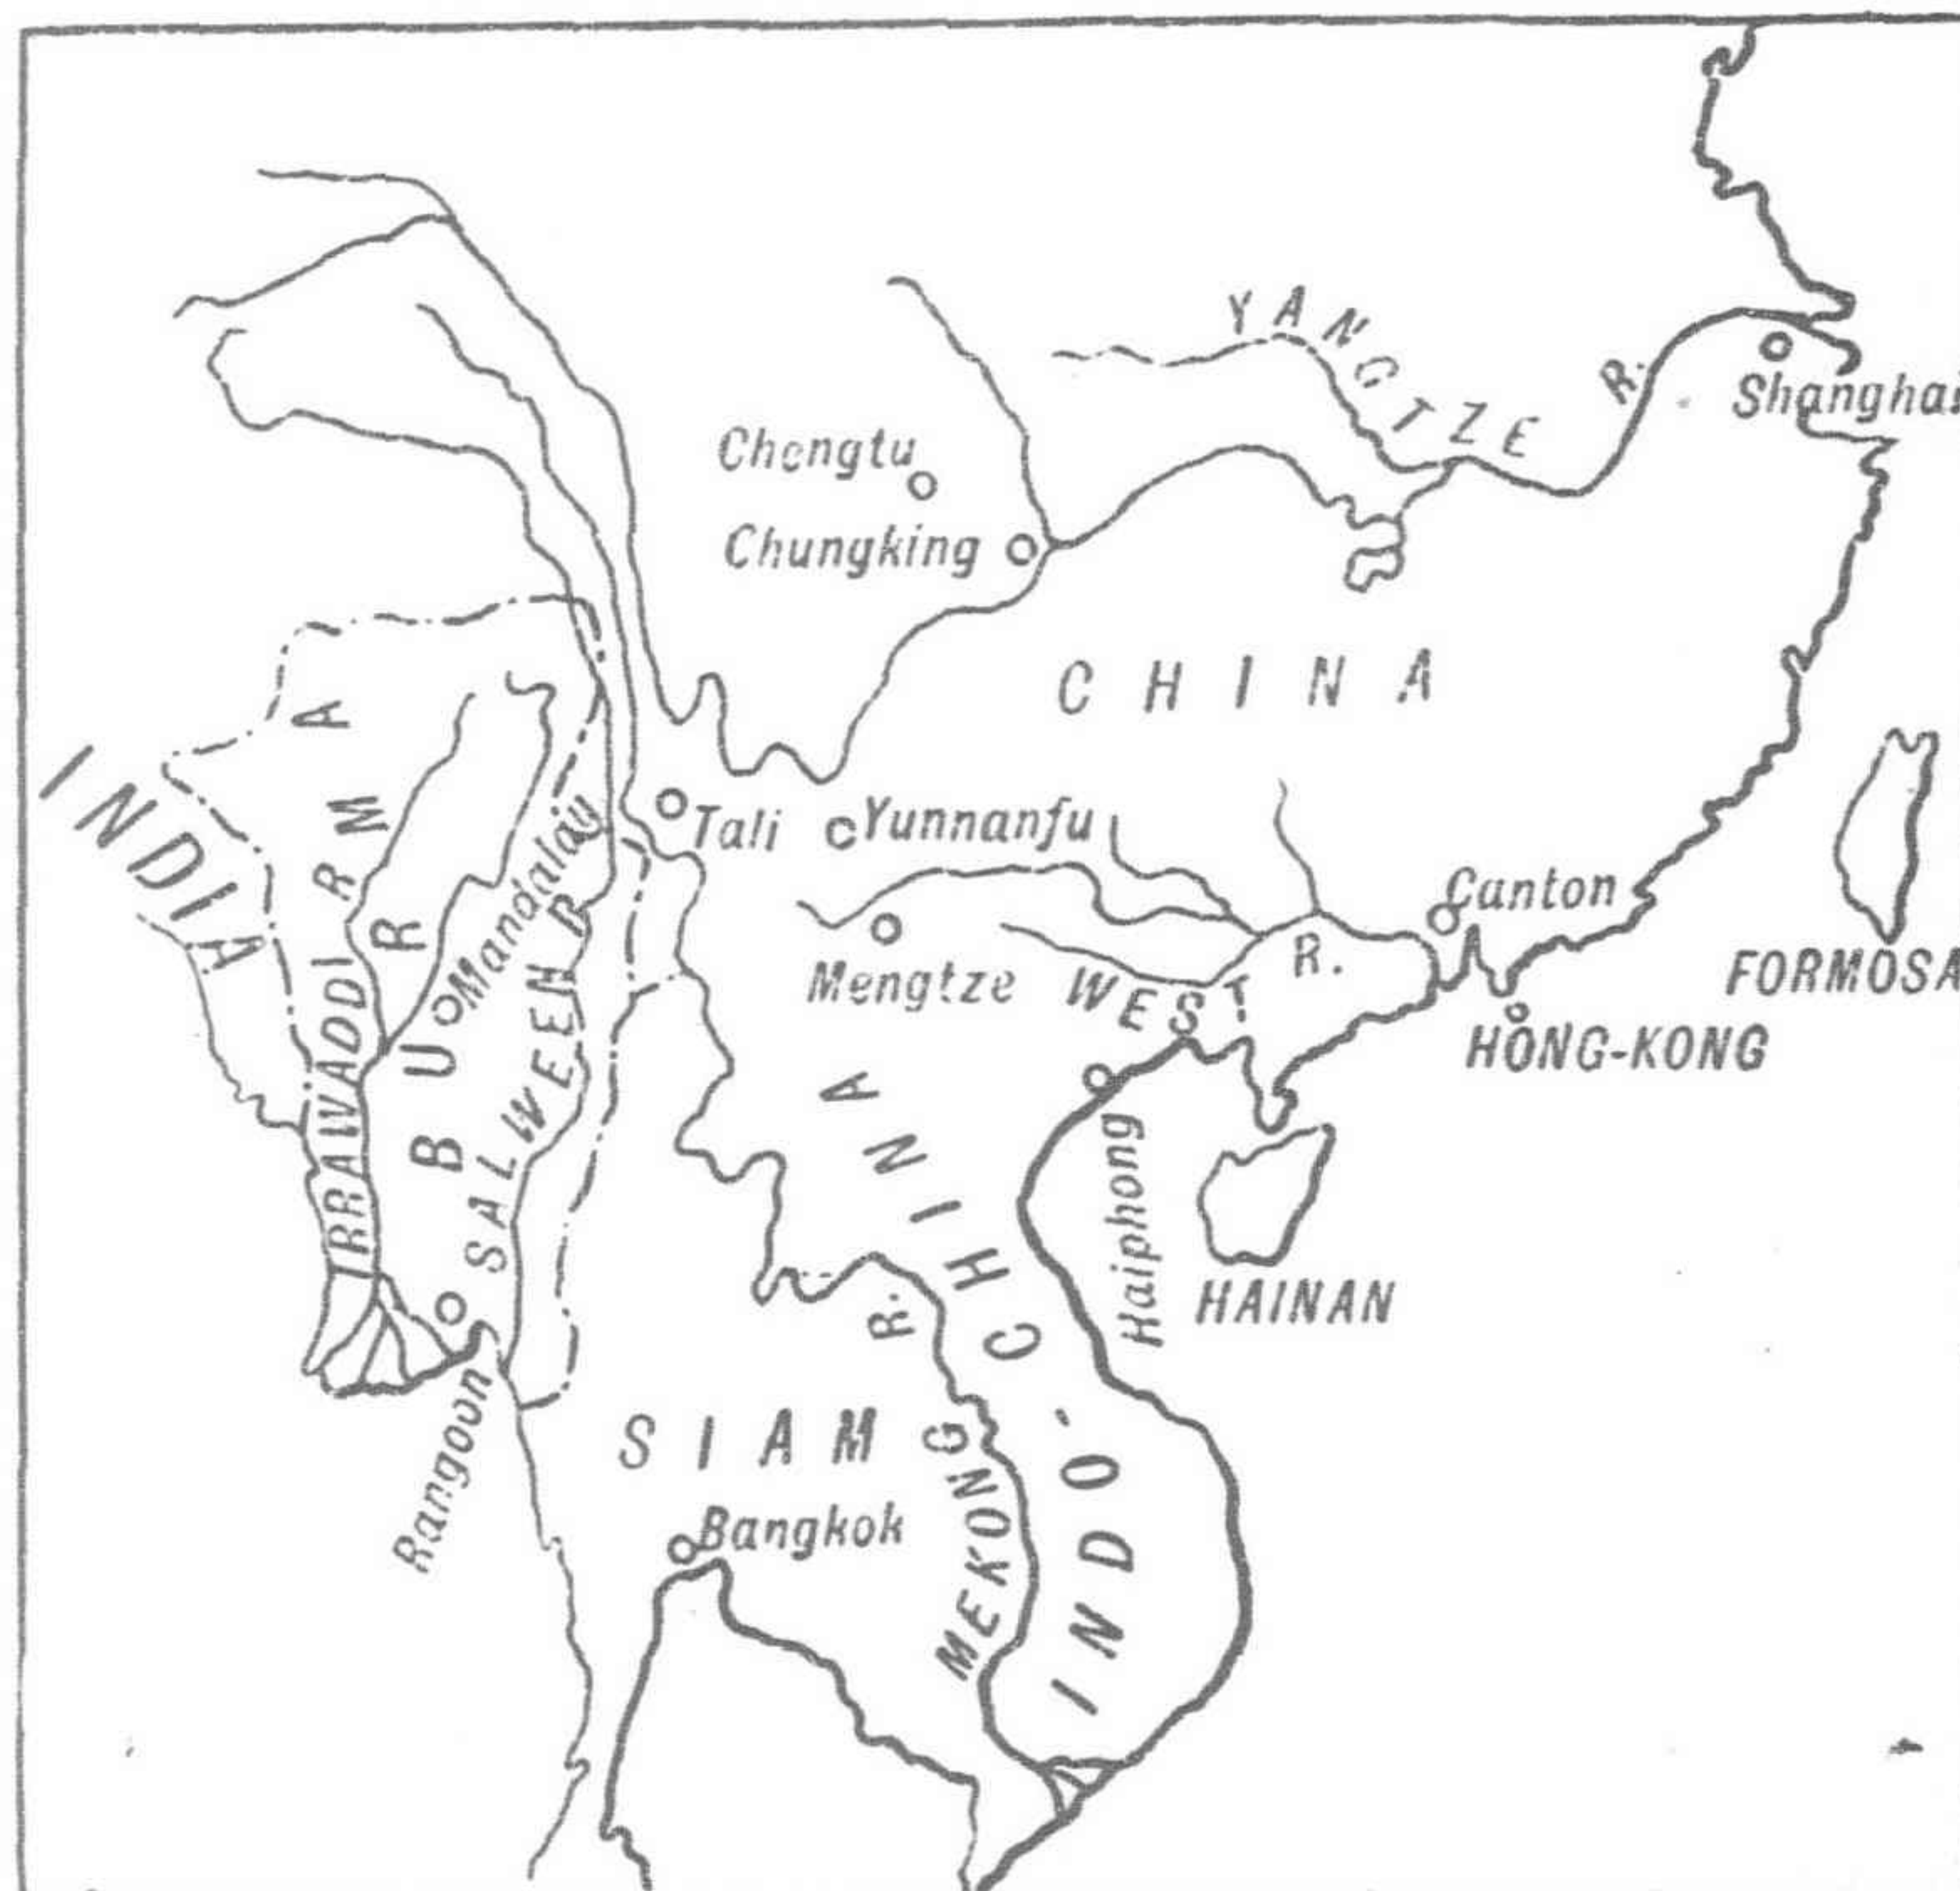 YANGTZE R.
Shanghai
Chengtu
Chungking
CHINA
INDIA
BURMA
Tali
Yunnanfu
Mandalay
Canton
FORMOSA
Mengtze
WEST R.
HONG-KONG
IRRAWADDI R.
SALWEEN R.
Haiphong
HAINAN
INDO-CHINA
Rangoon
SIAM
MEKONG R.
Bangkok